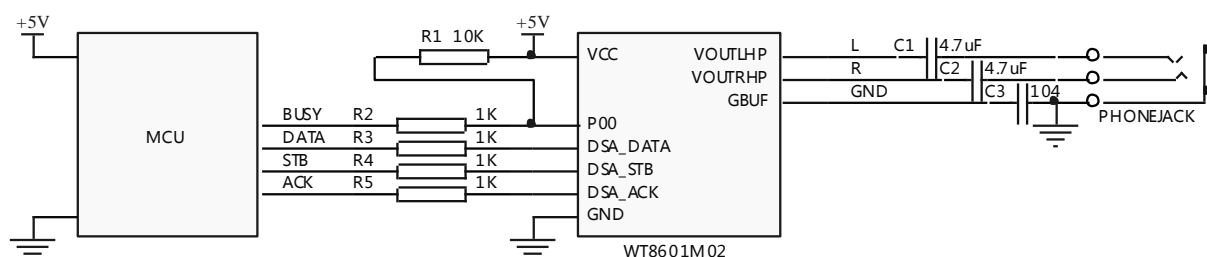 +5V
+5V
R1 10K
VCC
VOUTLHP
L
C1
4.7uF
VOUTRHP
R
C2
4.7uF
GBUF
GND
C3
104
PHONEJACK
MCU
BUSY
R2
1K
P00
DATA
R3
1K
DSA_DATA
STB
R4
1K
DSA_STB
ACK
R5
1K
DSA_ACK
GND
WT8601M02